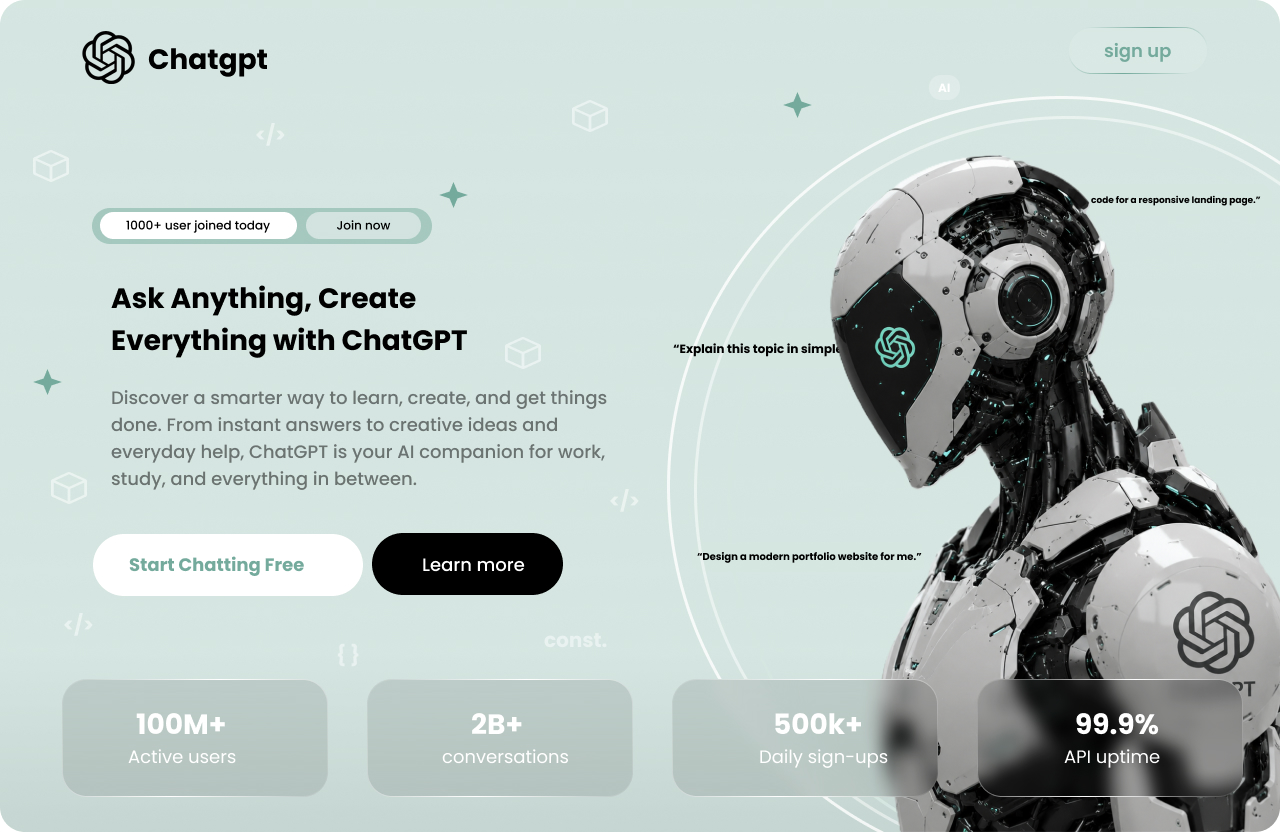 Chatgpt
sign up
AI
</>
code for a responsive landing page.”
1000+ user joined today
Join now
Ask Anything, Create
Everything with ChatGPT
“Explain this topic in simple
Discover a smarter way to learn, create, and get things
done. From instant answers to creative ideas and
everyday help, ChatGPT is your AI companion for work,
study, and everything in between.
</>
“Design a modern portfolio website for me.”
Start Chatting Free
Learn more
</>
{ }
const.
PT
100M+
Active users
2B+
conversations
500k+
Daily sign-ups
99.9%
API uptime